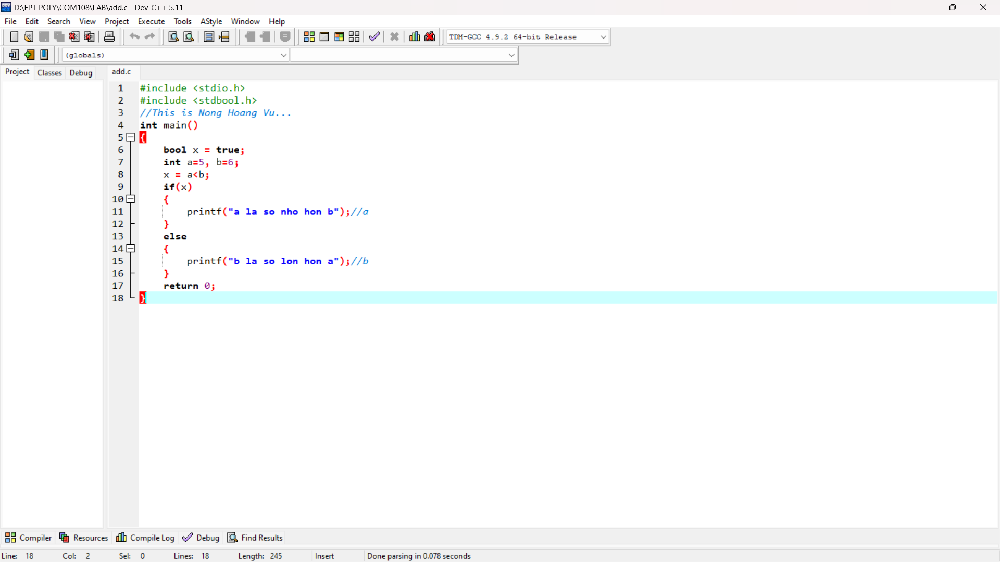 D:\FPT POLY\COM108\LAB\add.c - Dev-C++ 5.11
File Edit Search View Project Execute Tools AStyle Window Help
TDM-GCC 4.9.2 64-bit Release
(globals)
Project Classes Debug add.c
1 #include <stdio.h>
2 #include <stdbool.h>
3 //This is Nong Hoang Vu...
4 int main()
5 {
6 bool x = true;
7 int a=5, b=6;
8 x = a<b;
9 if(x)
10 {
11 printf("a la so nho hon b");//a
12 }
13 else
14 {
15 printf("b la so lon hon a");//b
16 }
17 return 0;
18 }
Compiler Resources Compile Log Debug Find Results
Line: 18 Col: 2 Sel: 0 Lines: 18 Length: 245 Insert Done parsing in 0.078 seconds